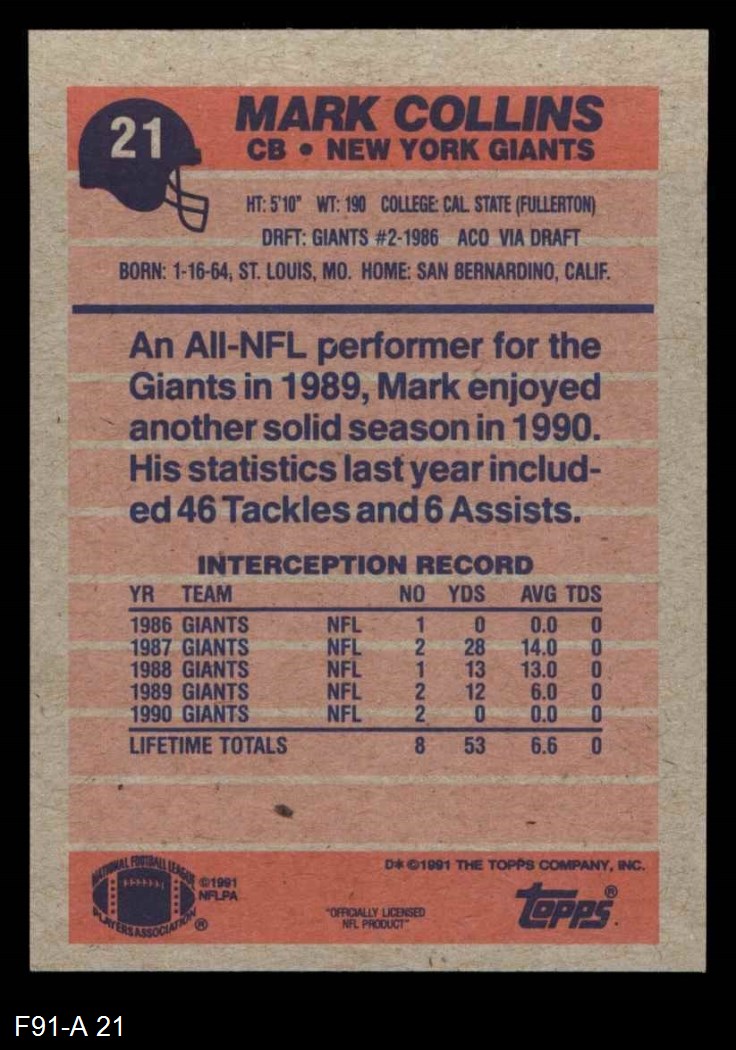 21
MARK COLLINS
CB • NEW YORK GIANTS
HT: 5'10" WT: 190 COLLEGE: CAL. STATE (FULLERTON)
DRFT: GIANTS #2-1986 ACQ VIA DRAFT
BORN: 1-16-64, ST. LOUIS, MO. HOME: SAN BERNARDINO, CALIF.
An All-NFL performer for the
Giants in 1989, Mark enjoyed
another solid season in 1990.
His statistics last year includ-
ed 46 Tackles and 6 Assists.
INTERCEPTION RECORD
YR TEAM NO YDS AVG TDS
1986 GIANTS NFL 1 0 0.0 0
1987 GIANTS NFL 2 28 14.0 0
1988 GIANTS NFL 1 13 13.0 0
1989 GIANTS NFL 2 12 6.0 0
1990 GIANTS NFL 2 0 0.0 0
LIFETIME TOTALS 8 53 6.6 0
D* ©1991 THE TOPPS COMPANY, INC.
NATIONAL FOOTBALL LEAGUE
PLAYERS ASSOCIATION ®
©1991
NFLPA
"OFFICIALLY LICENSED
NFL PRODUCT"
Topps ®
F91-A 21